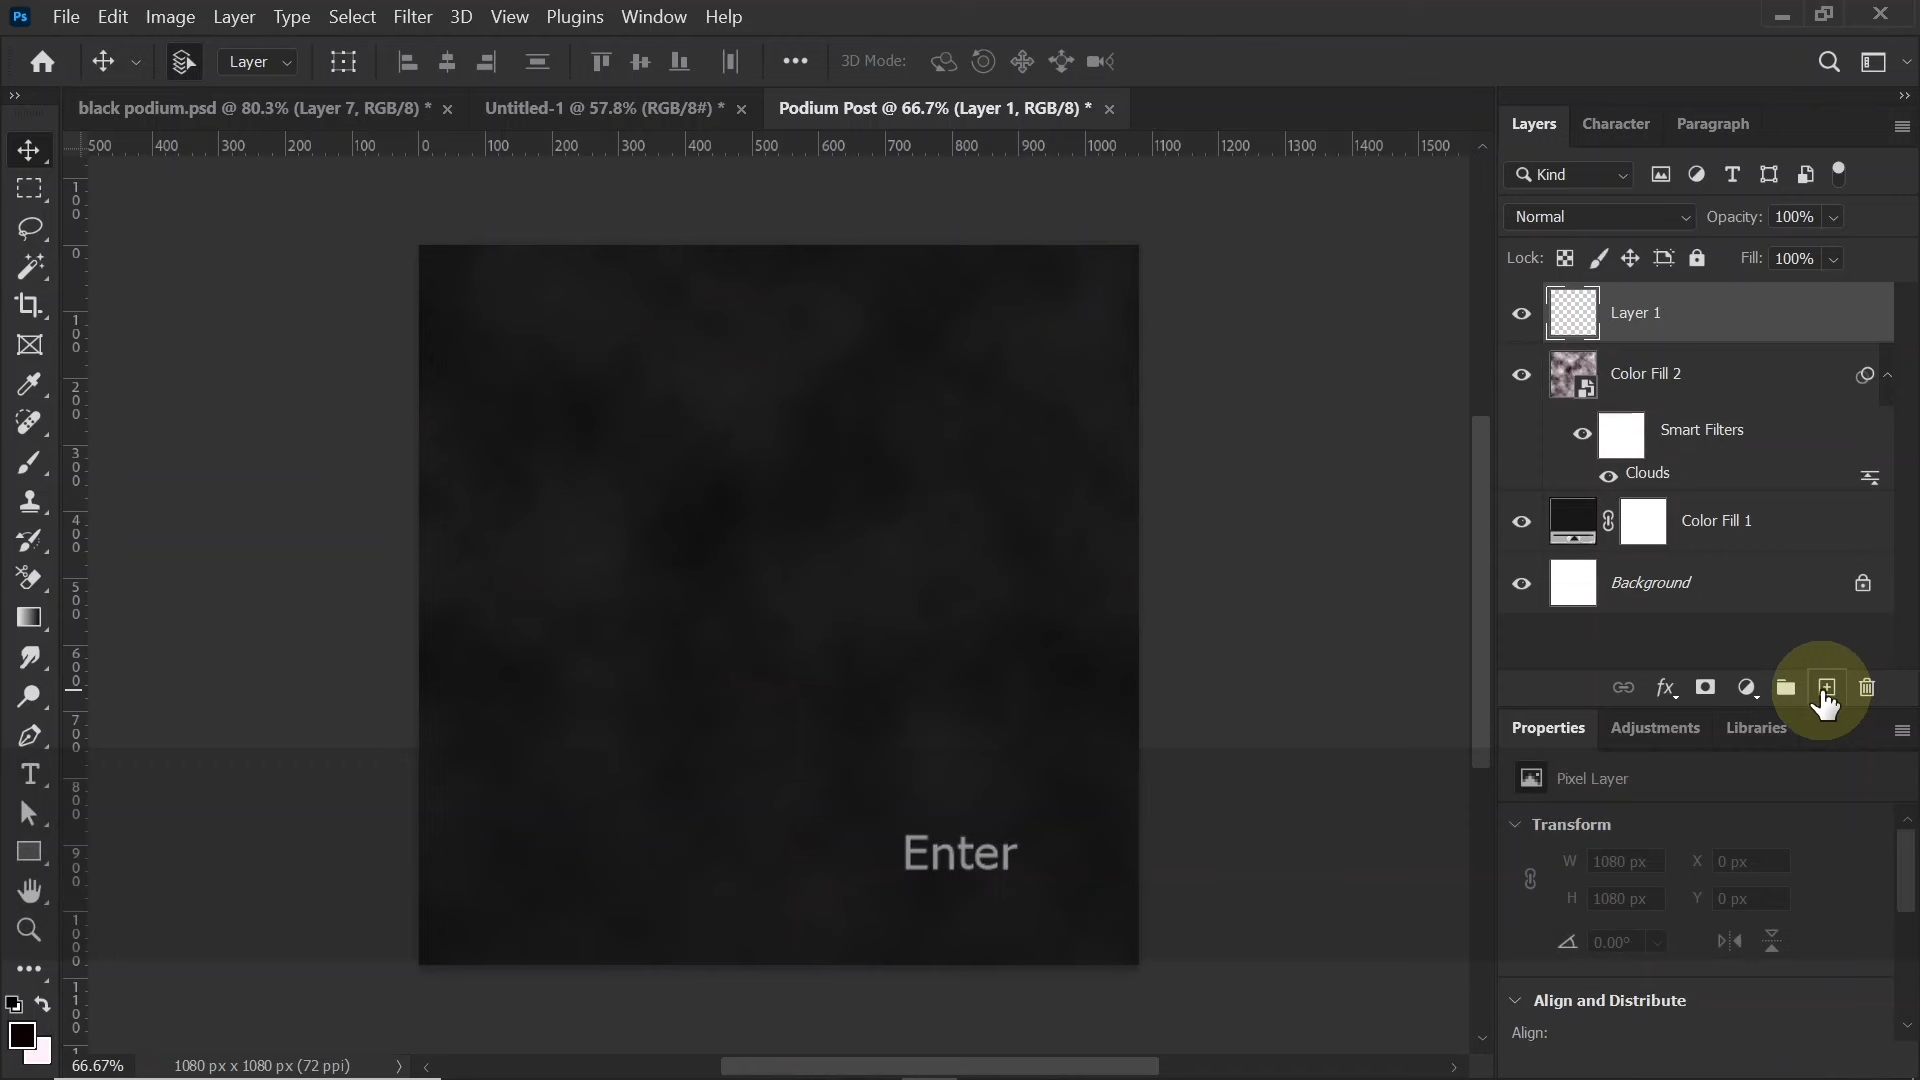 Ps File Edit Image Layer Type Select Filter 3D View Plugins Window Help
Layer 3D Mode:
black podium.psd @ 80.3% (Layer 7, RGB/8) * Untitled-1 @ 57.8% (RGB/8#) * Podium Post @ 66.7% (Layer 1, RGB/8) *
500 400 300 200 100 0 100 200 300 400 500 600 700 800 900 1000 1100 1200 1300 1400 1500
100 0 100 200 300 400 500 600 700 800 900 1000 1100 1
Layers Character Paragraph
Kind
Normal Opacity: 100%
Lock: Fill: 100%
Layer 1
Color Fill 2
Smart Filters
Clouds
Color Fill 1
Background
fx
Properties Adjustments Libraries
Pixel Layer
Transform
W 1080 px X 0 px
H 1080 px Y 0 px
0.00°
Align and Distribute
Align:
Enter
66.67% 1080 px x 1080 px (72 ppi)